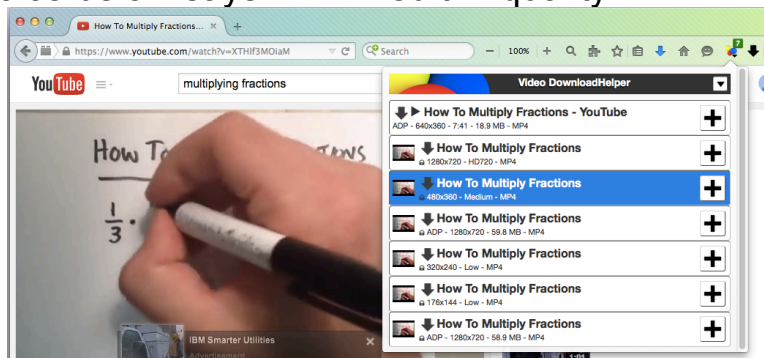 How To Multiply Fractions...
https://www.youtube.com/watch?v=XTHIf3MOiaM
Search
100%
7
YouTube
multiplying fractions
Video DownloadHelper
How To Multiply Fractions - YouTube
ADP - 640x360 - 7:41 - 18.9 MB - MP4
How To Multiply Fractions
1280x720 - HD720 - MP4
How To Multiply Fractions
480x360 - Medium - MP4
How To Multiply Fractions
ADP - 1280x720 - 59.8 MB - MP4
How To Multiply Fractions
320x240 - Low - MP4
How To Multiply Fractions
176x144 - Low - MP4
How To Multiply Fractions
ADP - 1280x720 - 58.9 MB - MP4
How To
1
3
IBM Smarter Utilities
Advertisement
1:01